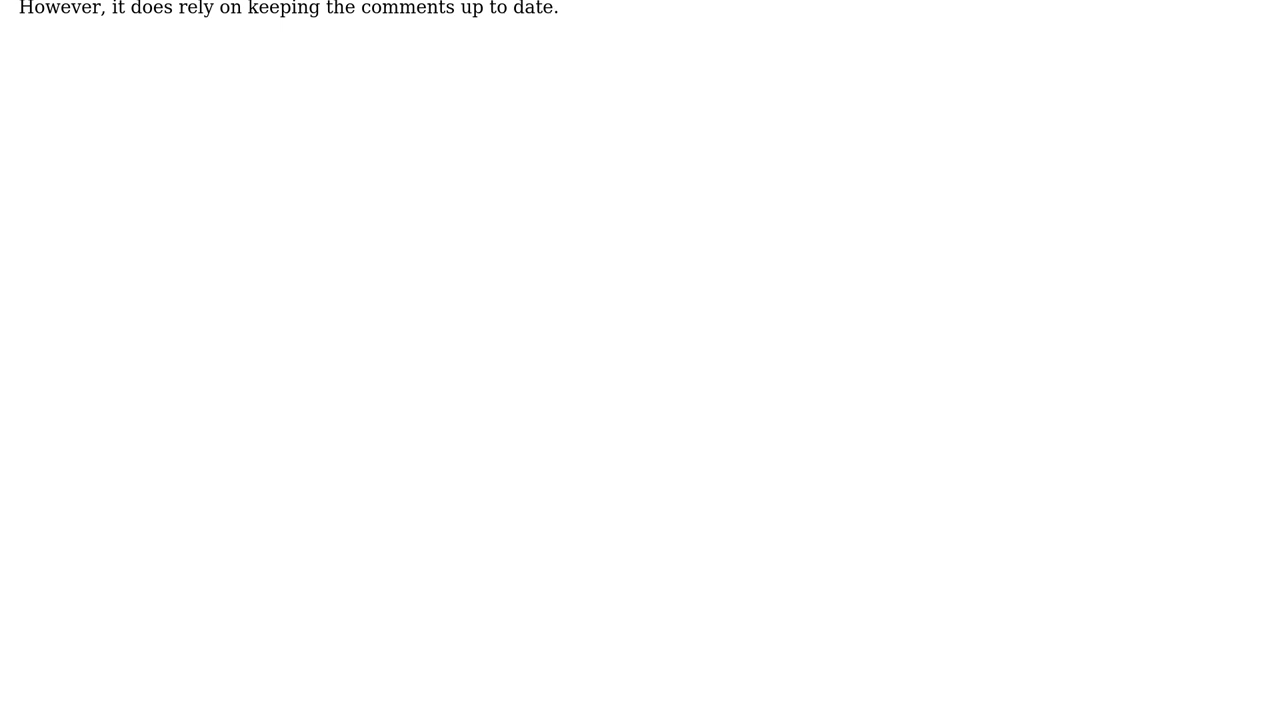 However, it does rely on keeping the comments up to date.